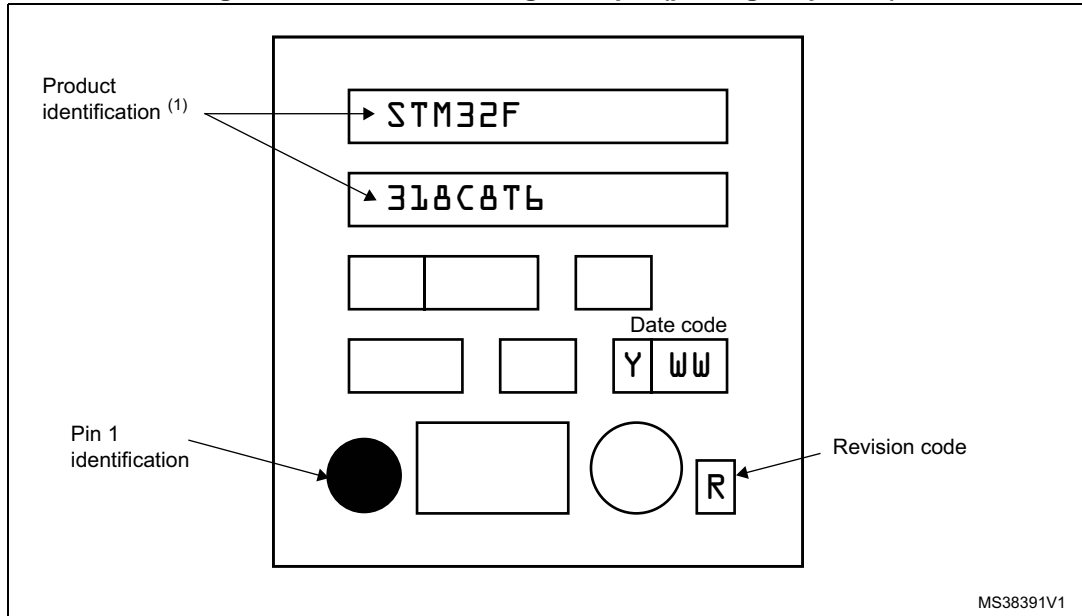 Product
identification (1)
STM32F
318C8T6
Date code
Y WW
Pin 1
identification
Revision code
R
MS38391V1